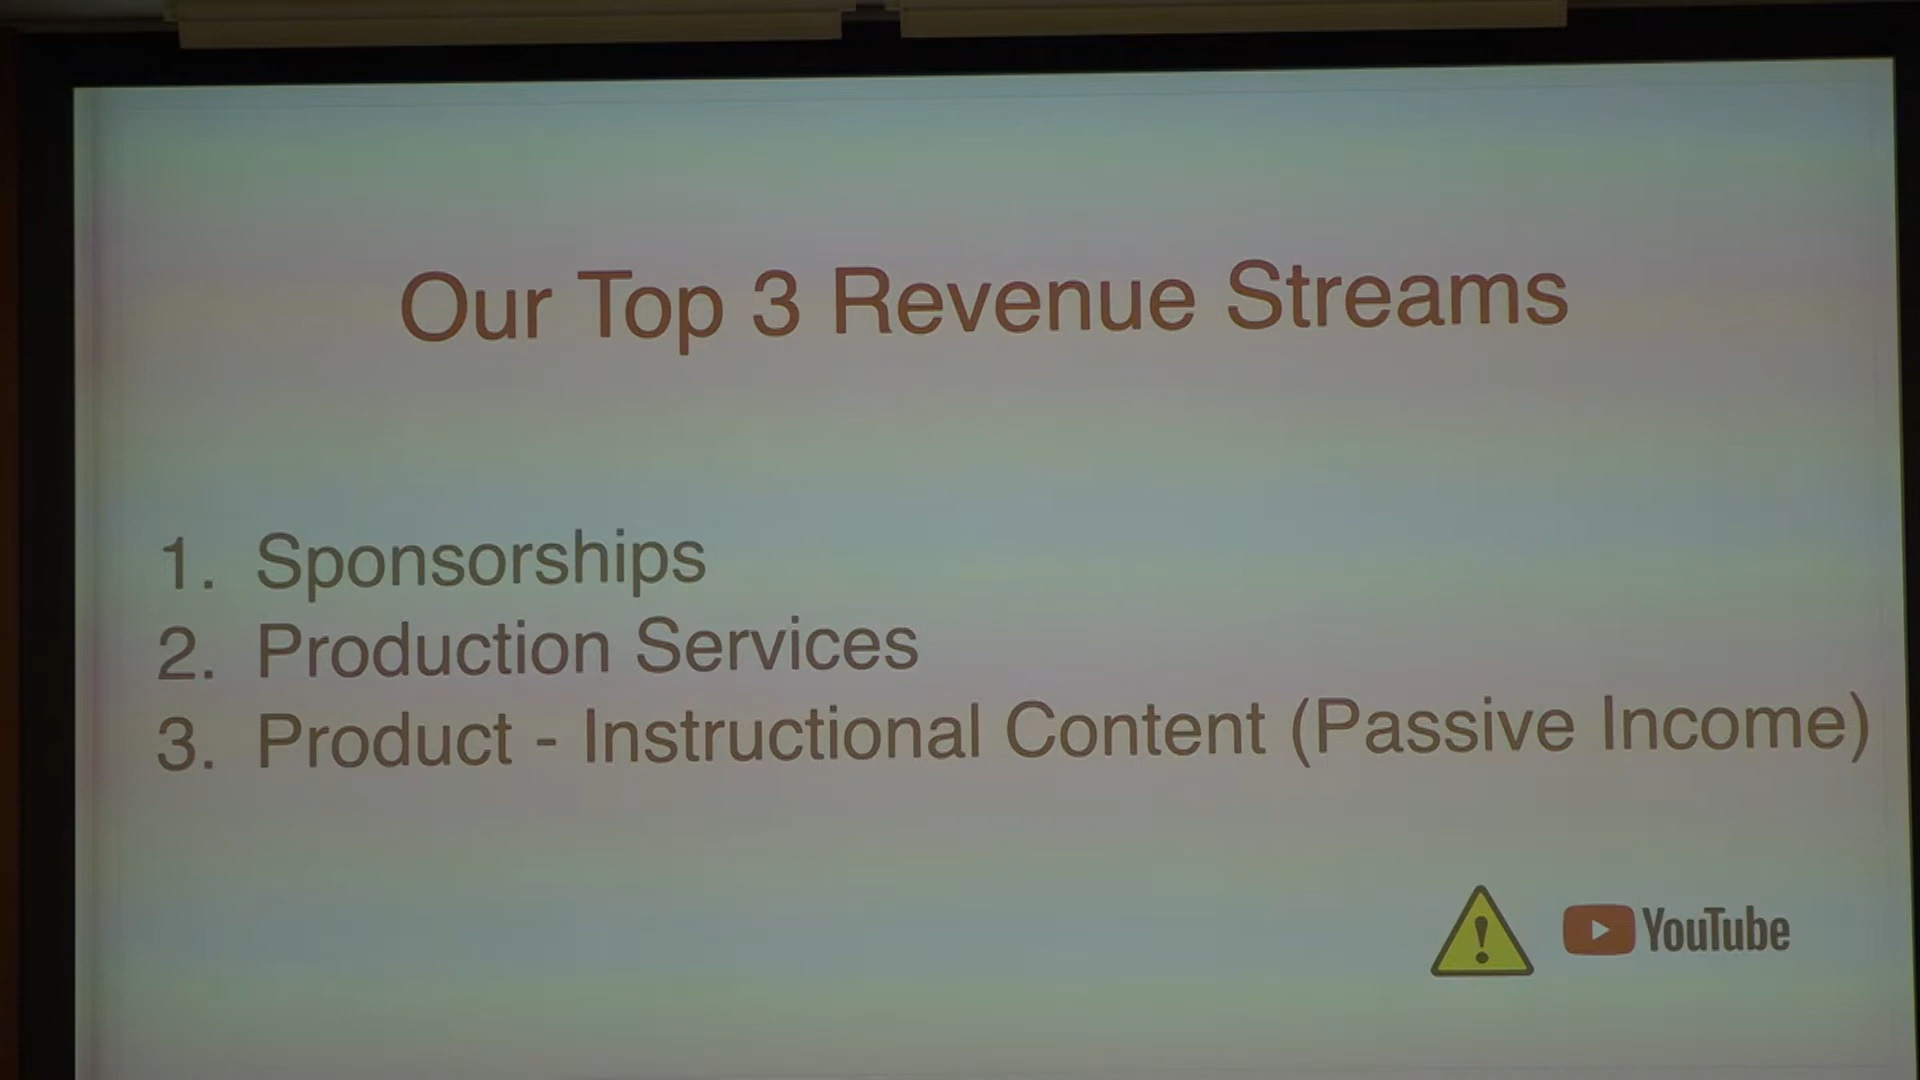 Our Top 3 Revenue Streams
1. Sponsorships
2. Production Services
3. Product - Instructional Content (Passive Income)
! YouTube